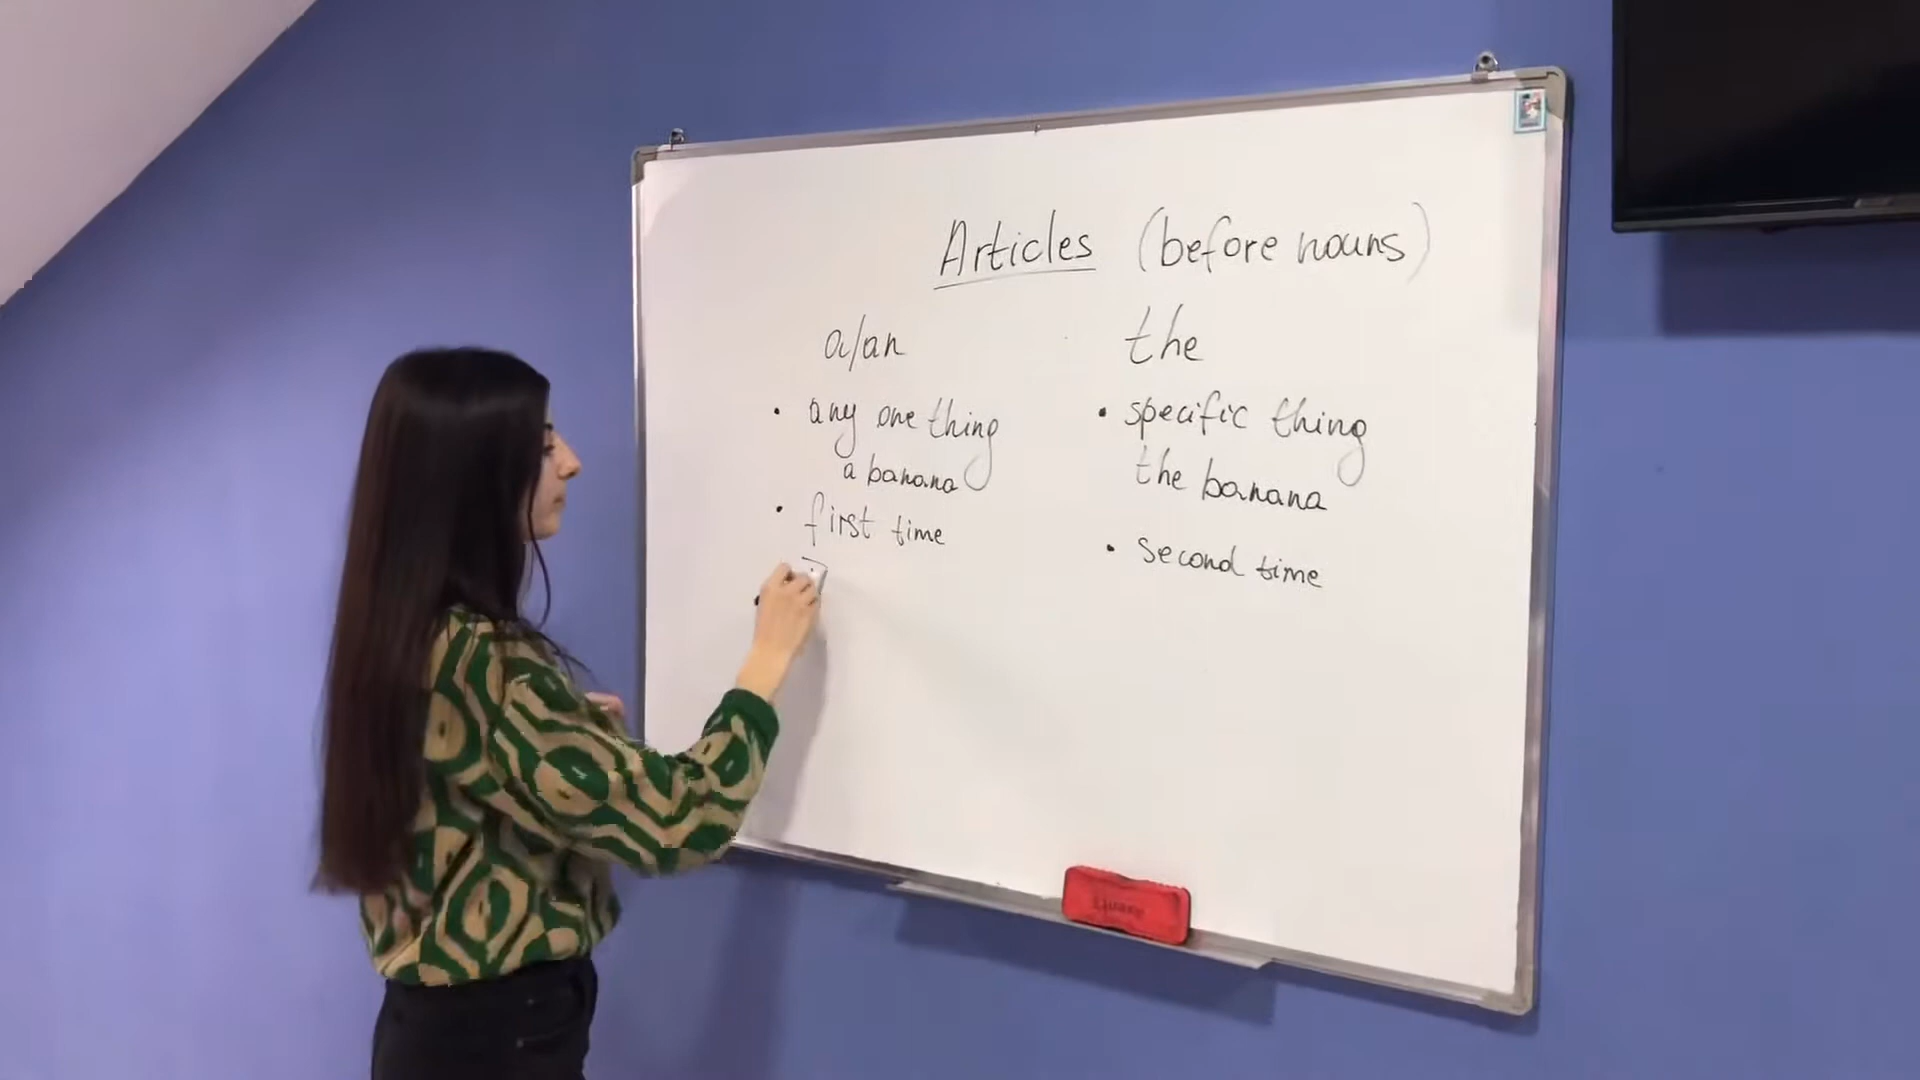 Articles (before nouns)
a/an
the
• any one thing
a banana
• first time
• specific thing
the banana
• second time